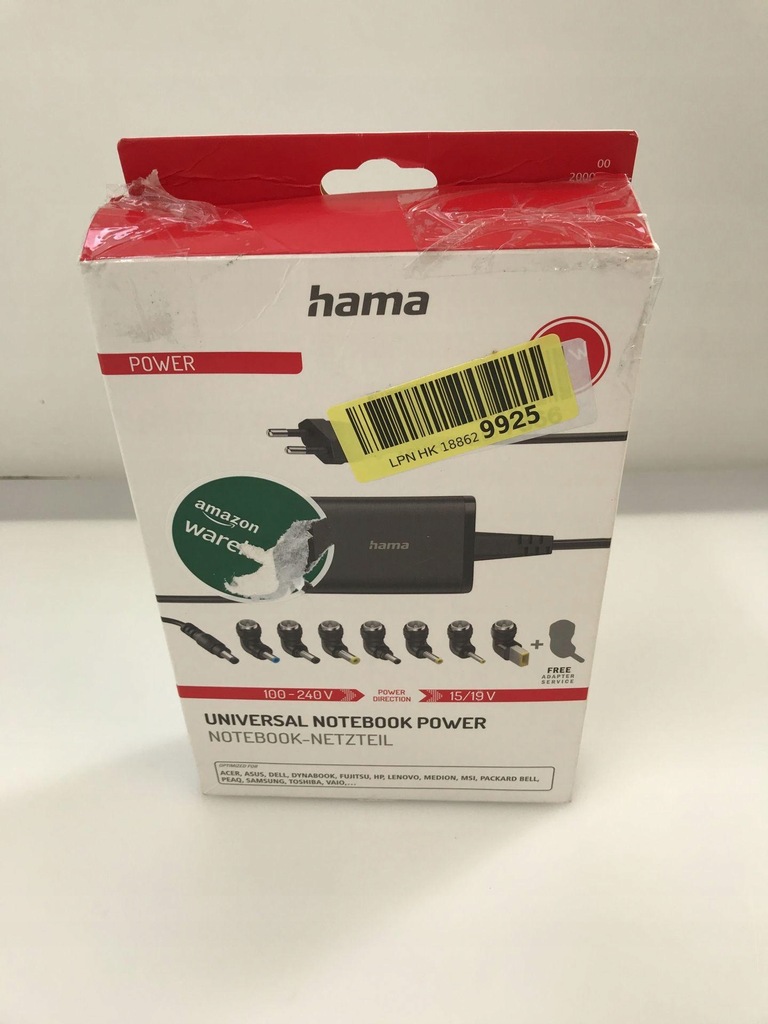 00
2000
hama
POWER
LPN HK 18862 9925
amazon
hama
FREE
ADAPTER
SERVICE
100 - 240 V
POWER
DIRECTION
15/19 V
UNIVERSAL NOTEBOOK POWER
NOTEBOOK-NETZTEIL
OPTIMIZED FOR
ACER, ASUS, DELL, DYNABOOK, FUJITSU, HP, LENOVO, MEDION, MSI, PACKARD BELL,
PEAQ, SAMSUNG, TOSHIBA, VAIO,...